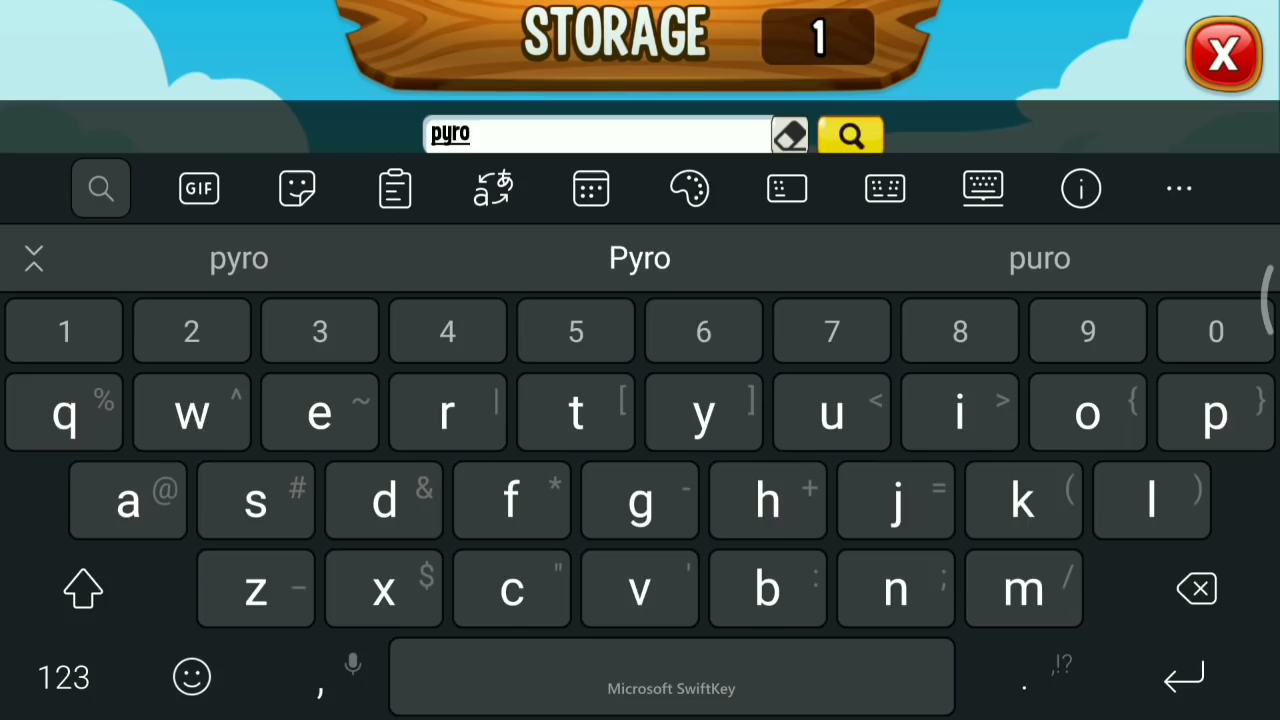 STORAGE 1
X
pyro
GIF a あ
pyro Pyro puro
1 2 3 4 5 6 7 8 9 0
q % w ^ e ~ r | t [ y ] u < i > o { p }
a @ s # d & f * g - h + j = k ( l )
z _ x $ c " v ' b : n ; m /
123 , Microsoft SwiftKey . ,!?